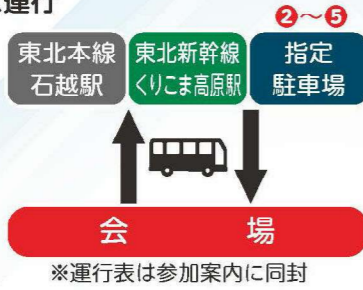 運行
❷～❺
東北本線
石越駅
東北新幹線
くりこま高原駅
指定
駐車場
会 場
※運行表は参加案内に同封